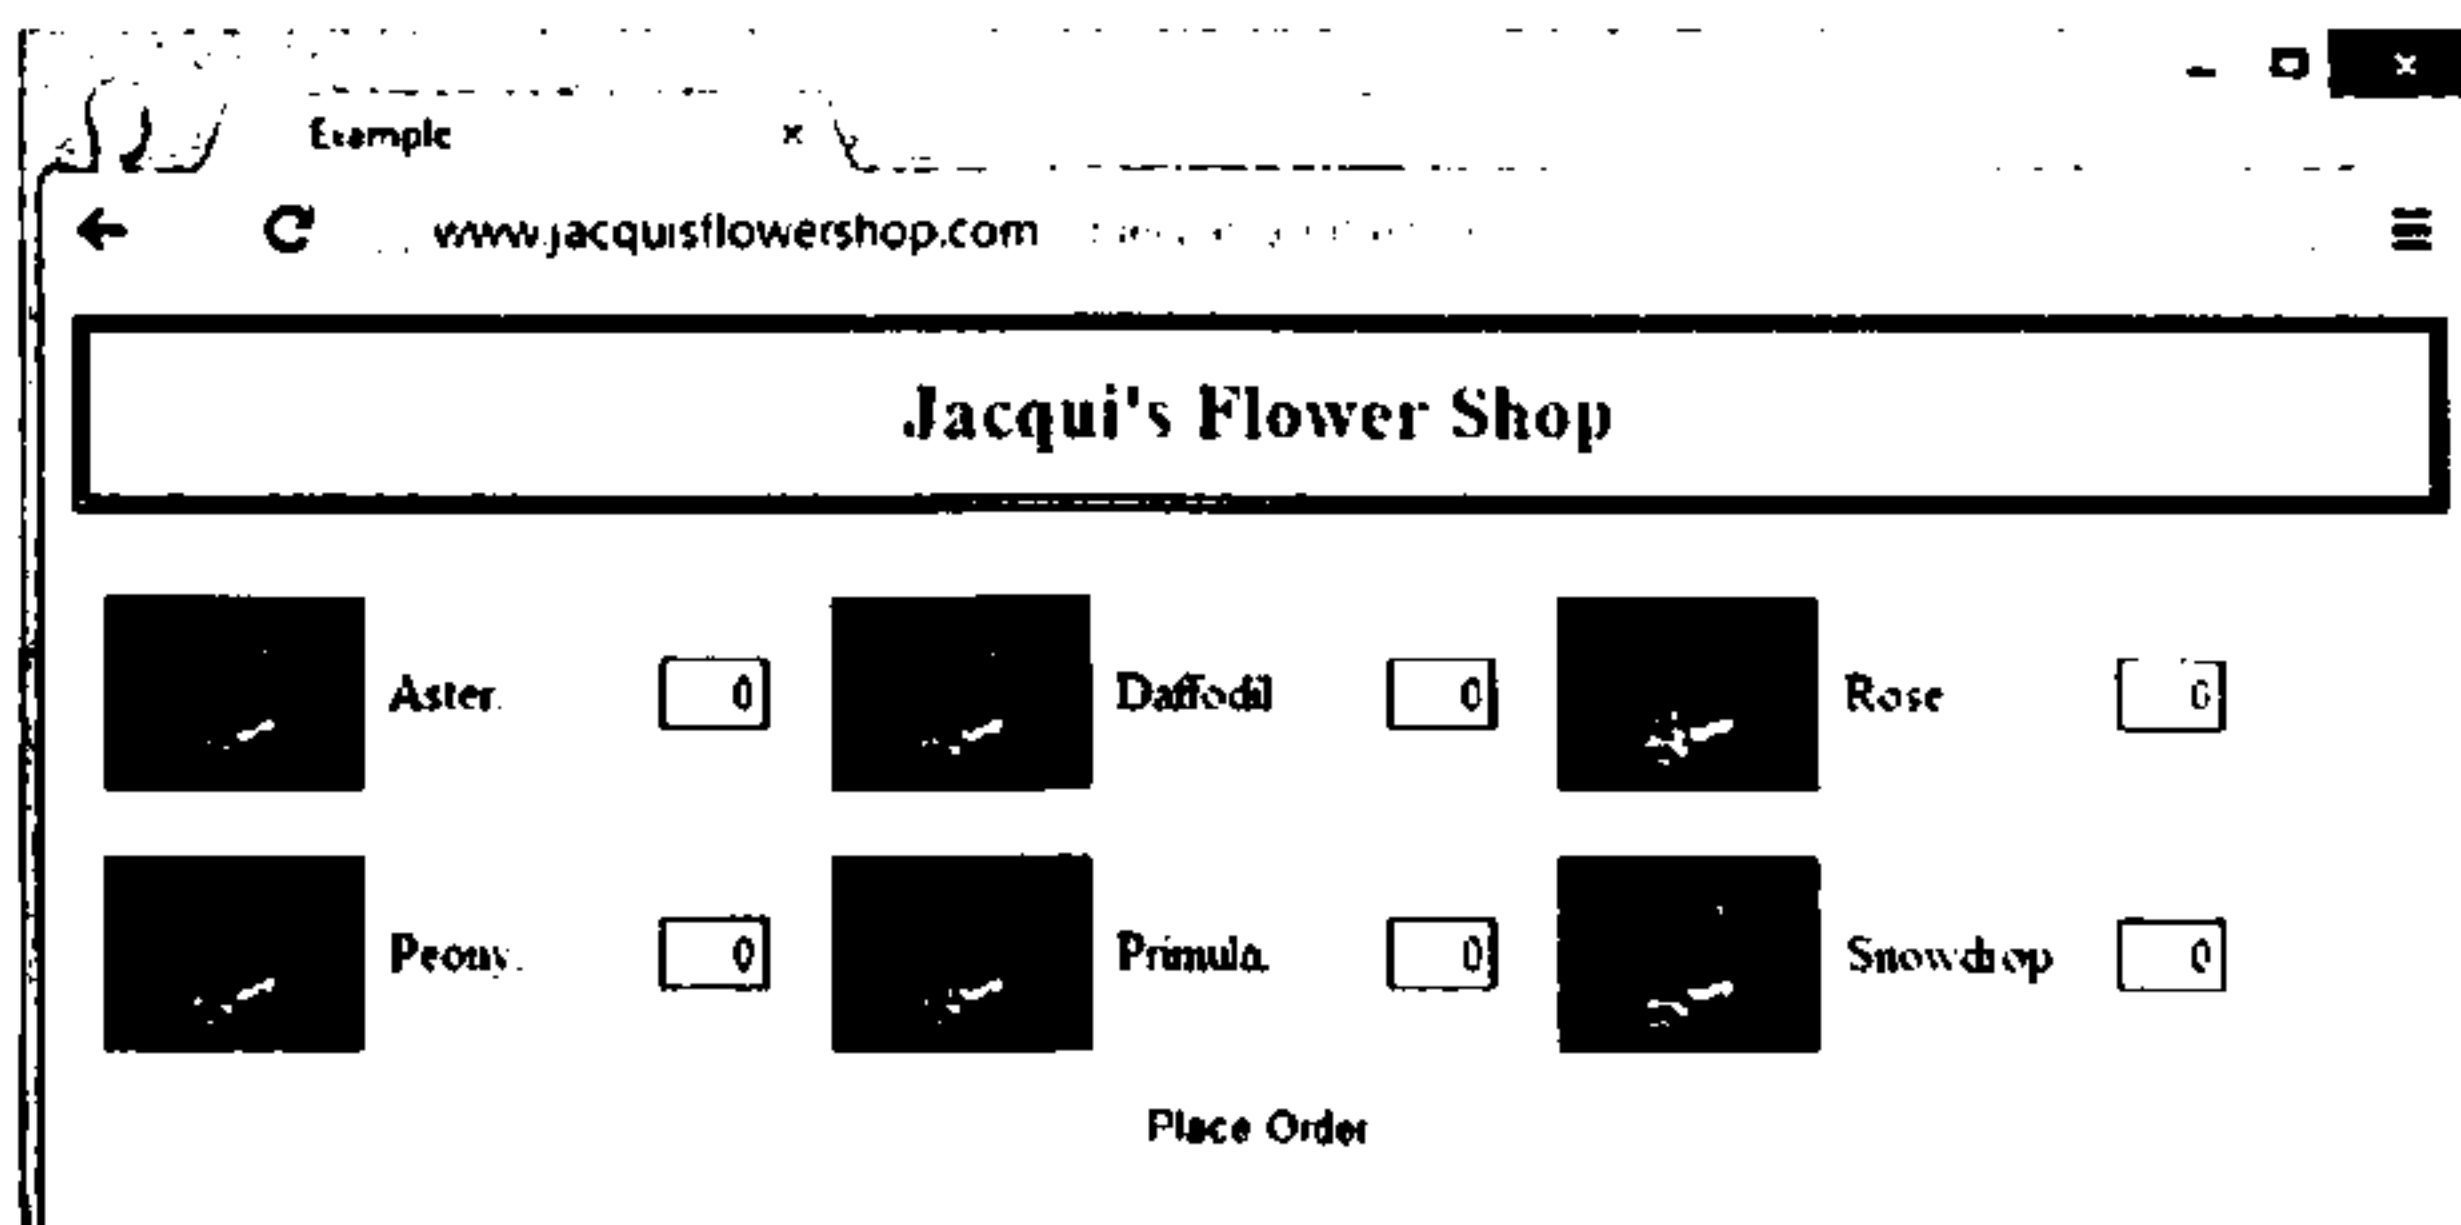 Example
www.jacquisflowershop.com
Jacqui's Flower Shop
Aster 0 Daffodil 0 Rose 0
Peony 0 Primula 0 Snowdrop 0
Place Order